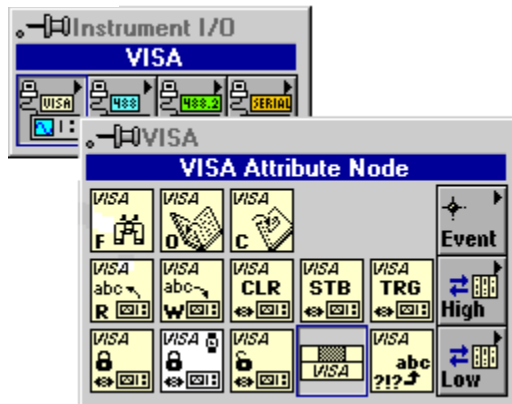 Instrument I/O
VISA
VISA 488 488.2 SERIAL
VISA
VISA Attribute Node
VISA VISA VISA
F O C Event
VISA VISA VISA VISA VISA
abc abc CLR STB TRG
R W High
VISA VISA VISA VISA VISA
abc
?!? Low